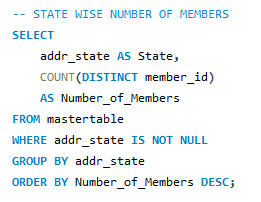 -- STATE WISE NUMBER OF MEMBERS
SELECT
    addr_state AS State,
    COUNT(DISTINCT member_id)
    AS Number_of_Members
FROM mastertable
WHERE addr_state IS NOT NULL
GROUP BY addr_state
ORDER BY Number_of_Members DESC;